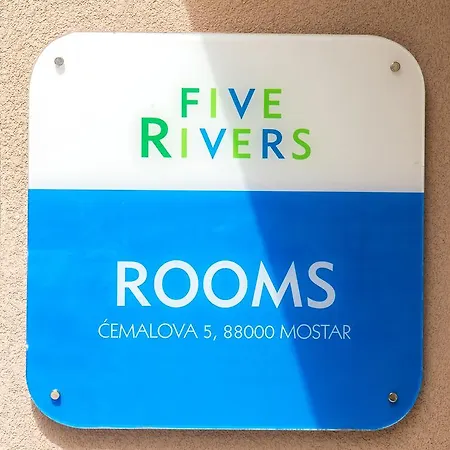 FIVE
RIVERS
ROOMS
ĆEMALOVA 5, 88000 MOSTAR